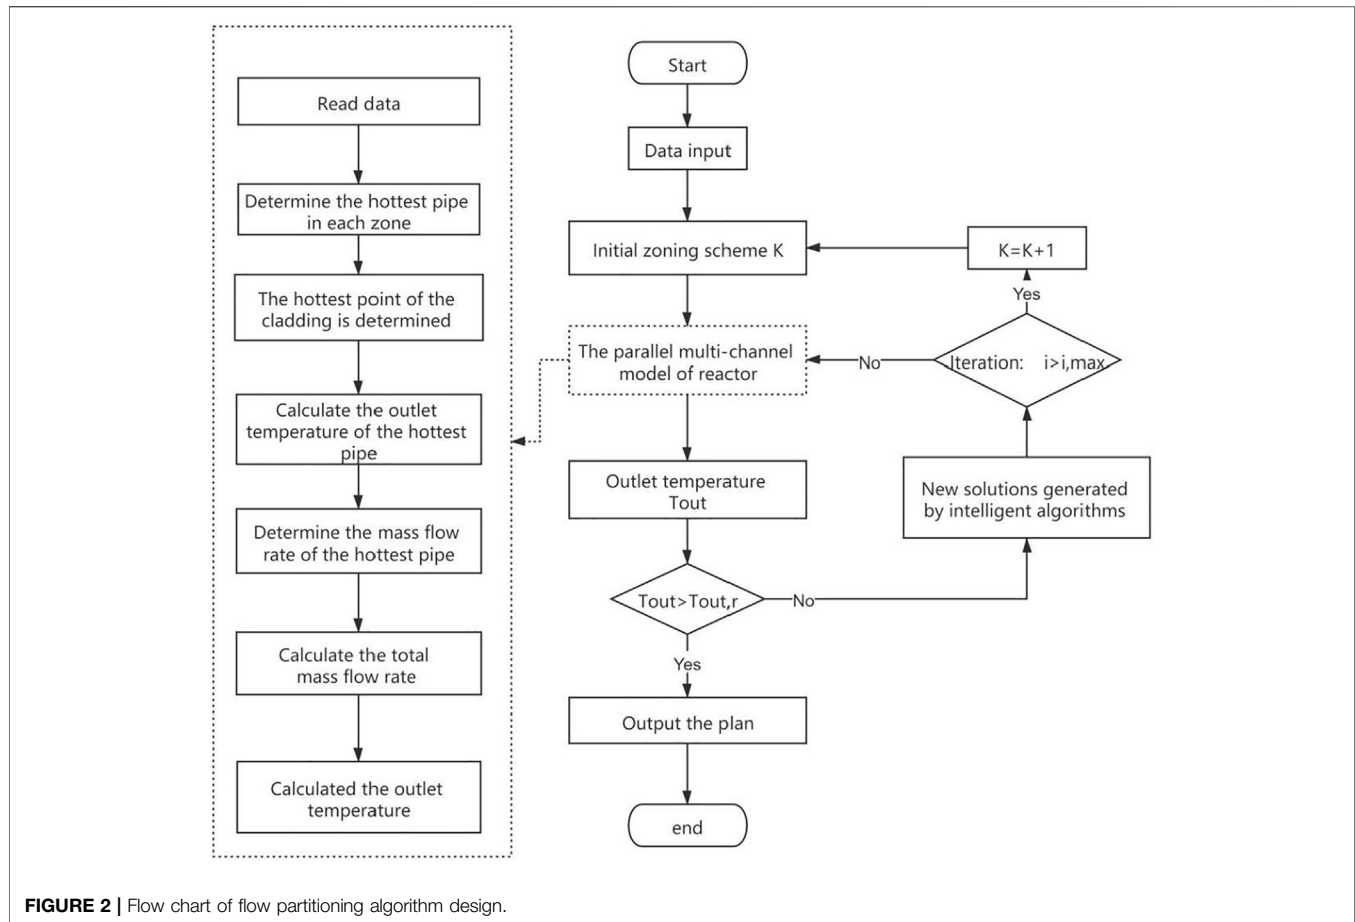 Read data
Determine the hottest pipe
in each zone
The hottest point of the
cladding is determined
Calculate the outlet
temperature of the hottest
pipe
Determine the mass flow
rate of the hottest pipe
Calculate the total
mass flow rate
Calculated the outlet
temperature
Start
Data input
Initial zoning scheme K
The parallel multi-channel
model of reactor
Outlet temperature
Tout
Tout>Tout,r
Yes
No
Output the plan
end
K=K+1
Yes
Iteration: i>i,max
No
New solutions generated
by intelligent algorithms
FIGURE 2 | Flow chart of flow partitioning algorithm design.